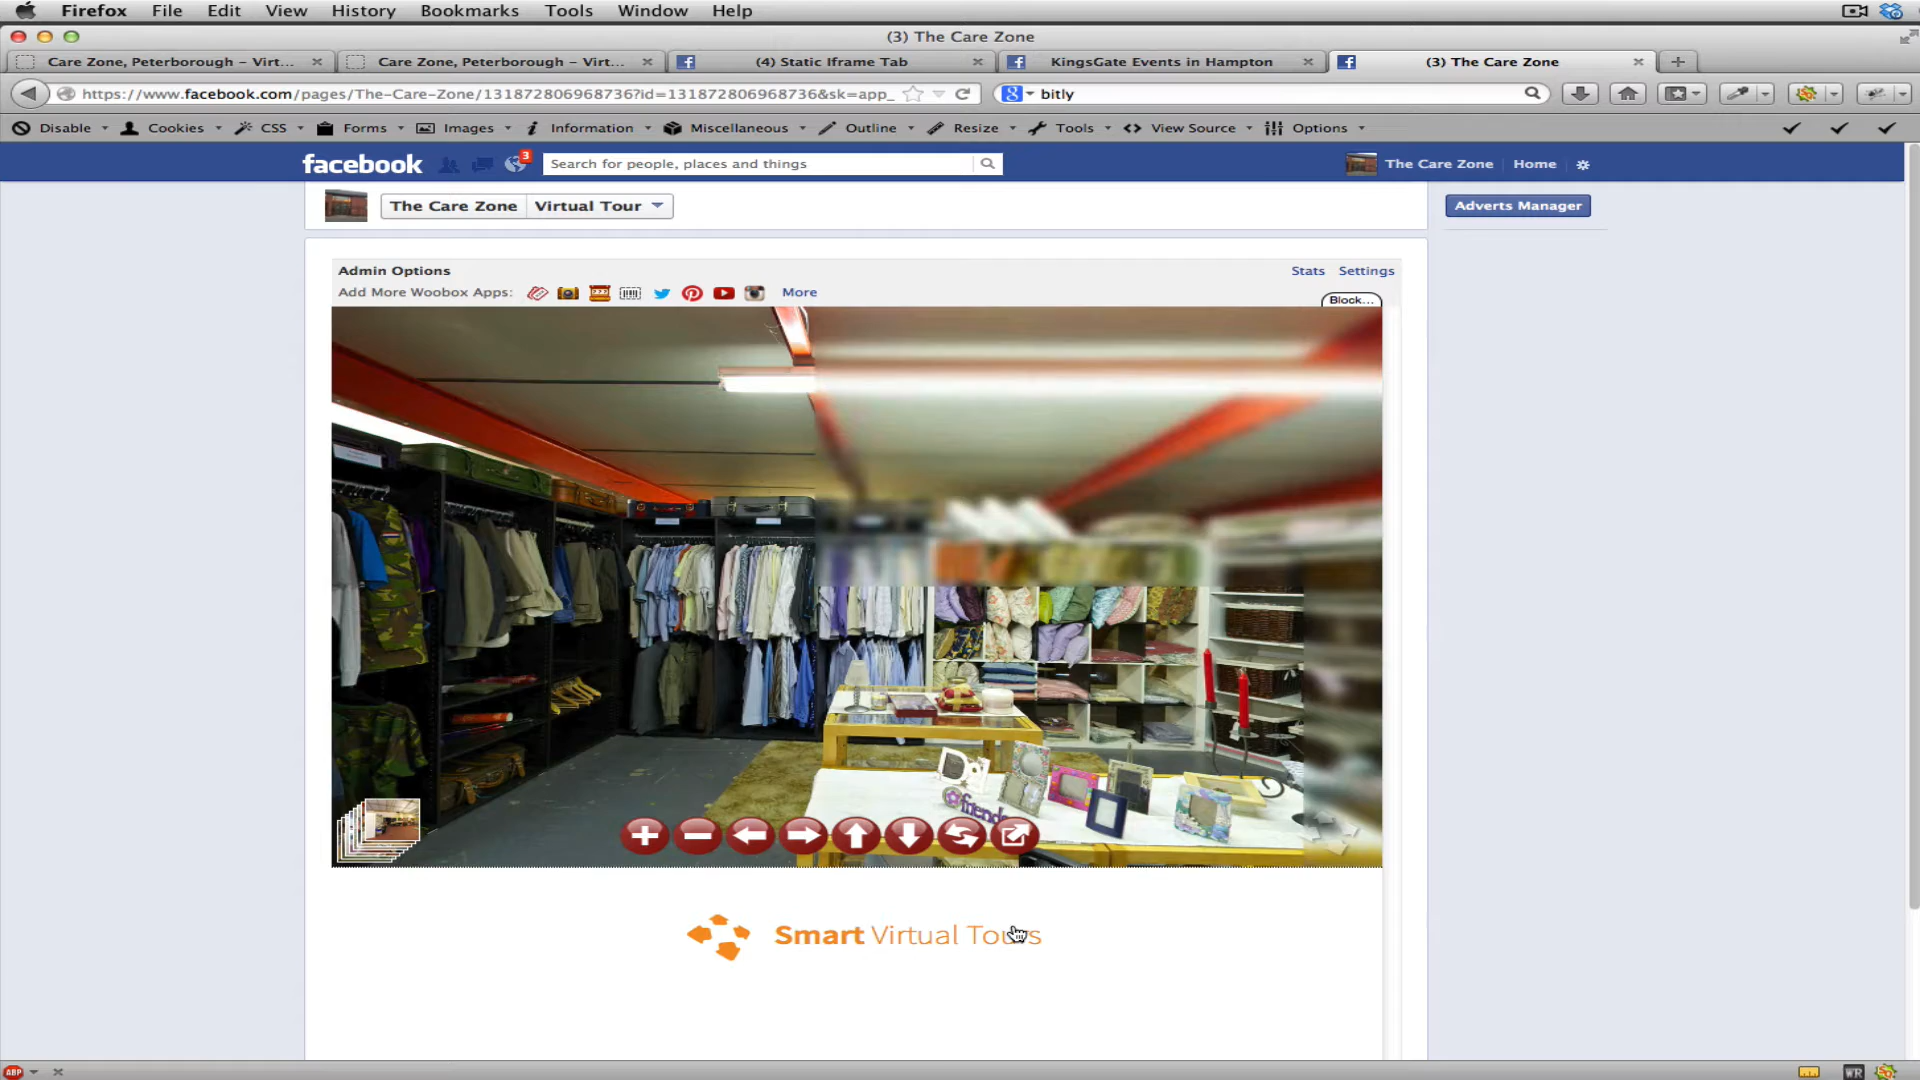 Firefox File Edit View History Bookmarks Tools Window Help
(3) The Care Zone
Care Zone, Peterborough – Virt...
Care Zone, Peterborough – Virt...
(4) Static Iframe Tab
KingsGate Events in Hampton
(3) The Care Zone
https://www.facebook.com/pages/The-Care-Zone/131872806968736?id=131872806968736&sk=app_
bitly
Disable Cookies CSS Forms Images Information Miscellaneous Outline Resize Tools View Source Options
facebook
3
Search for people, places and things
The Care Zone Home
The Care Zone Virtual Tour
Adverts Manager
Admin Options
Stats Settings
Add More Woobox Apps: More
Block...
friends
Smart Virtual Tours
ABP
WR